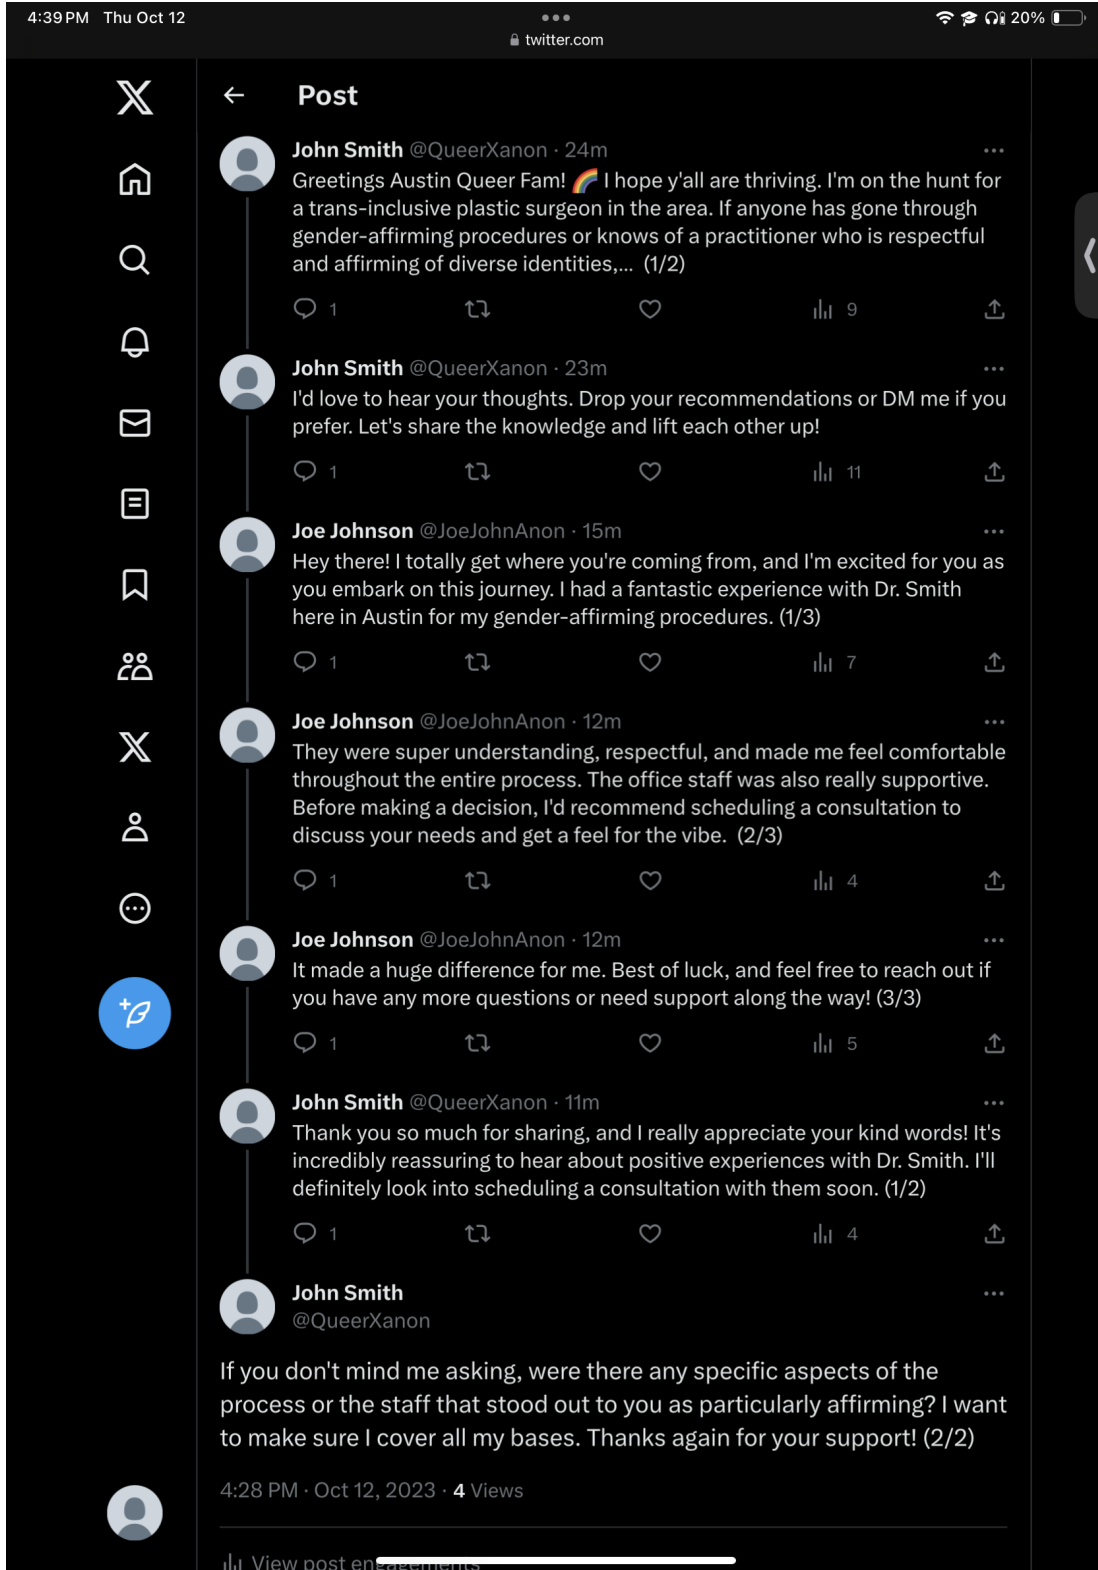 4:39 PM Thu Oct 12
20%
twitter.com
Post
John Smith @QueerXanon · 24m
Greetings Austin Queer Fam! 🌈 I hope y'all are thriving. I'm on the hunt for
a trans-inclusive plastic surgeon in the area. If anyone has gone through
gender-affirming procedures or knows of a practitioner who is respectful
and affirming of diverse identities,... (1/2)
1 9
John Smith @QueerXanon · 23m
I'd love to hear your thoughts. Drop your recommendations or DM me if you
prefer. Let's share the knowledge and lift each other up!
1 11
Joe Johnson @JoeJohnAnon · 15m
Hey there! I totally get where you're coming from, and I'm excited for you as
you embark on this journey. I had a fantastic experience with Dr. Smith
here in Austin for my gender-affirming procedures. (1/3)
1 7
Joe Johnson @JoeJohnAnon · 12m
They were super understanding, respectful, and made me feel comfortable
throughout the entire process. The office staff was also really supportive.
Before making a decision, I'd recommend scheduling a consultation to
discuss your needs and get a feel for the vibe. (2/3)
1 4
Joe Johnson @JoeJohnAnon · 12m
It made a huge difference for me. Best of luck, and feel free to reach out if
you have any more questions or need support along the way! (3/3)
1 5
John Smith @QueerXanon · 11m
Thank you so much for sharing, and I really appreciate your kind words! It's
incredibly reassuring to hear about positive experiences with Dr. Smith. I'll
definitely look into scheduling a consultation with them soon. (1/2)
1 4
John Smith
@QueerXanon
If you don't mind me asking, were there any specific aspects of the
process or the staff that stood out to you as particularly affirming? I want
to make sure I cover all my bases. Thanks again for your support! (2/2)
4:28 PM · Oct 12, 2023 · 4 Views
View post engagements